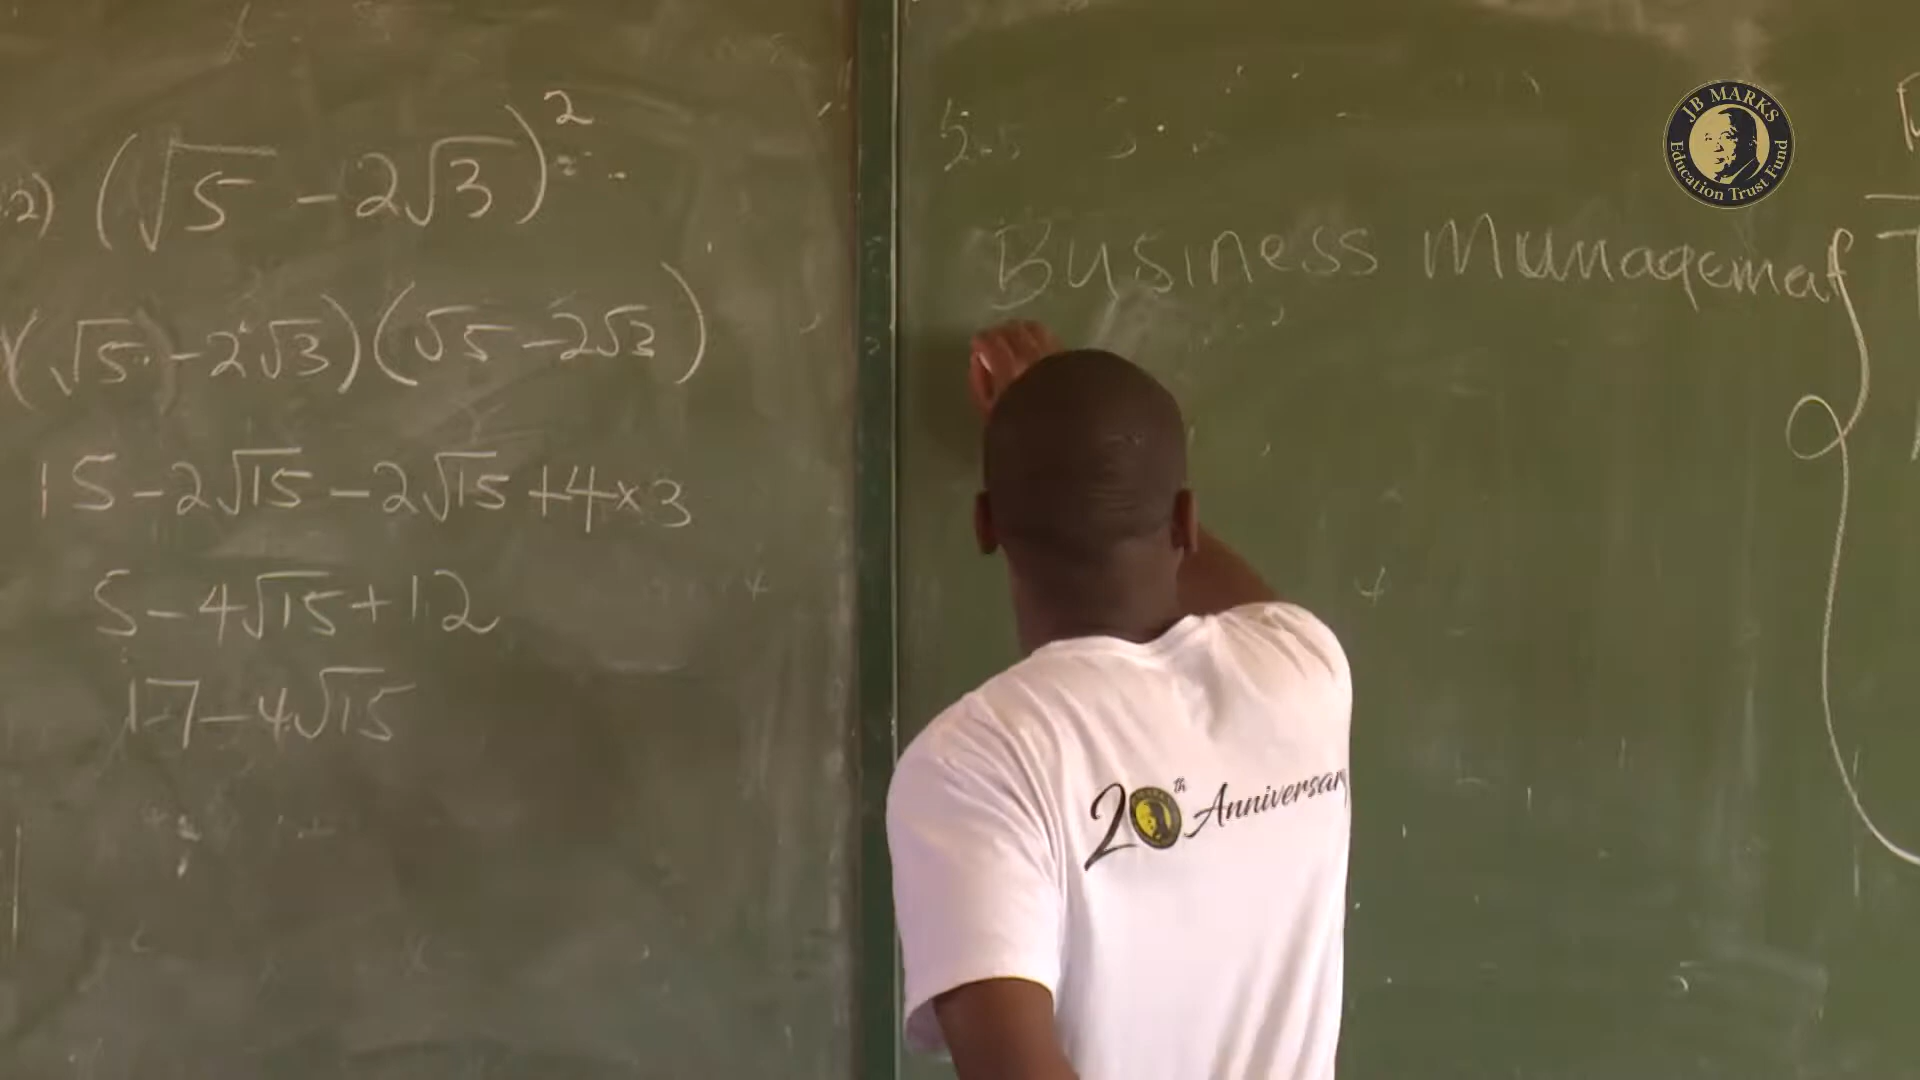 2) (√5 - 2√3)²
(√5 - 2√3)(√5 - 2√3)
15 - 2√15 - 2√15 + 4 × 3
5 - 4√15 + 12
17 - 4√15
Business Management
JB MARKS
Education Trust Fund
20th Anniversary